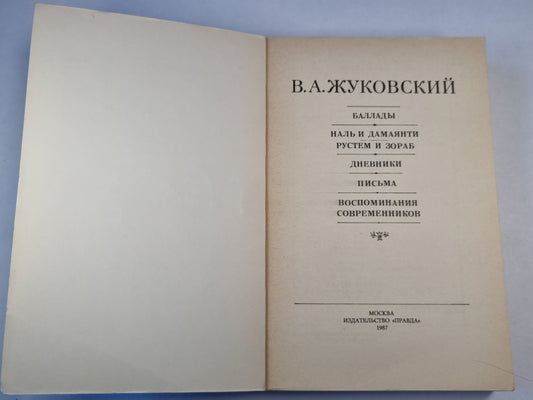 В.А.ЖУКОВСКИЙ
БАЛЛАДЫ
НАЛЬ И ДАМАЯНТИ
РУСТЕМ И ЗОРАБ
ДНЕВНИКИ
ПИСЬМА
ВОСПОМИНАНИЯ
СОВРЕМЕННИКОВ
МОСКВА
ИЗДАТЕЛЬСТВО «ПРАВДА»
1987